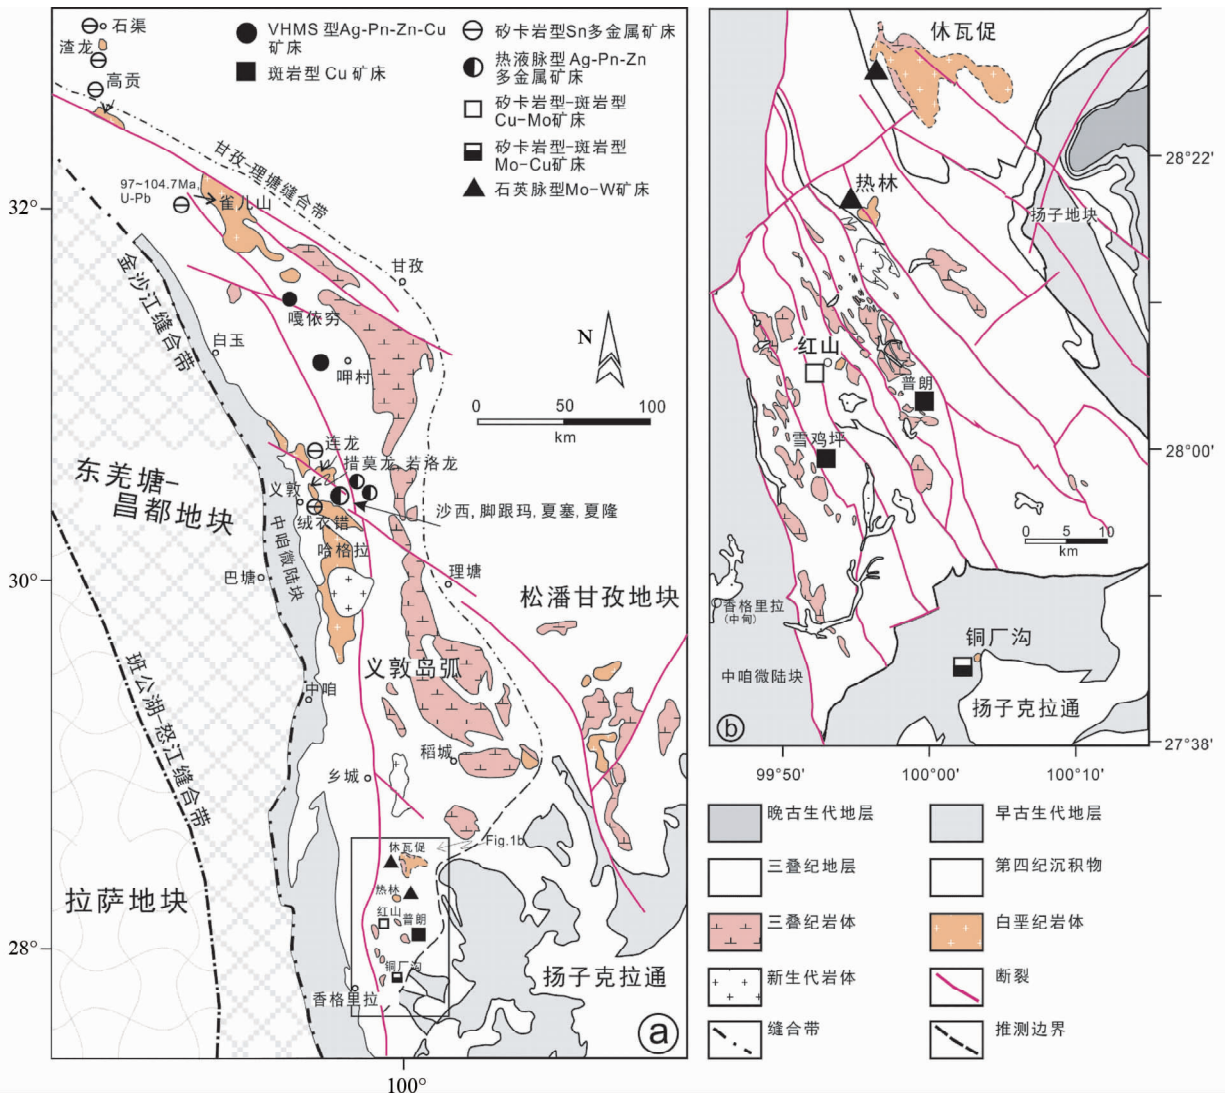 石渠
渣龙
高贡
VHMS 型Ag-Pn-Zn-Cu
矿床
斑岩型 Cu 矿床
矽卡岩型Sn多金属矿床
热液脉型 Ag-Pn-Zn
多金属矿床
矽卡岩型-斑岩型
Cu-Mo矿床
矽卡岩型-斑岩型
Mo-Cu矿床
石英脉型Mo-W矿床
甘孜-理塘缝合带
97~104.7Ma,
U-Pb
雀儿山
32°
金沙江缝合带
甘孜
嘎依穷
白玉
呷村
N
0 50 100
km
连龙
措莫龙,若洛龙
东羌塘-
昌都地块
义敦
绒衣错
沙西,脚跟玛,夏塞,夏隆
哈格拉
中咱微陆块
30°
巴塘
理塘
松潘甘孜地块
义敦岛弧
班公湖-怒江缝合带
中咱
稻城
乡城
Fig.1b
休瓦促
热林
红山
普朗
铜厂沟
拉萨地块
28°
香格里拉
扬子克拉通
a
100°
休瓦促
28°22'
热林
扬子地块
红山
普朗
雪鸡坪
28°00'
0 5 10
km
香格里拉
(中甸)
铜厂沟
中咱微陆块
扬子克拉通
b
27°38'
99°50' 100°00' 100°10'
晚古生代地层
早古生代地层
三叠纪地层
第四纪沉积物
三叠纪岩体
白垩纪岩体
新生代岩体
断裂
缝合带
推测边界